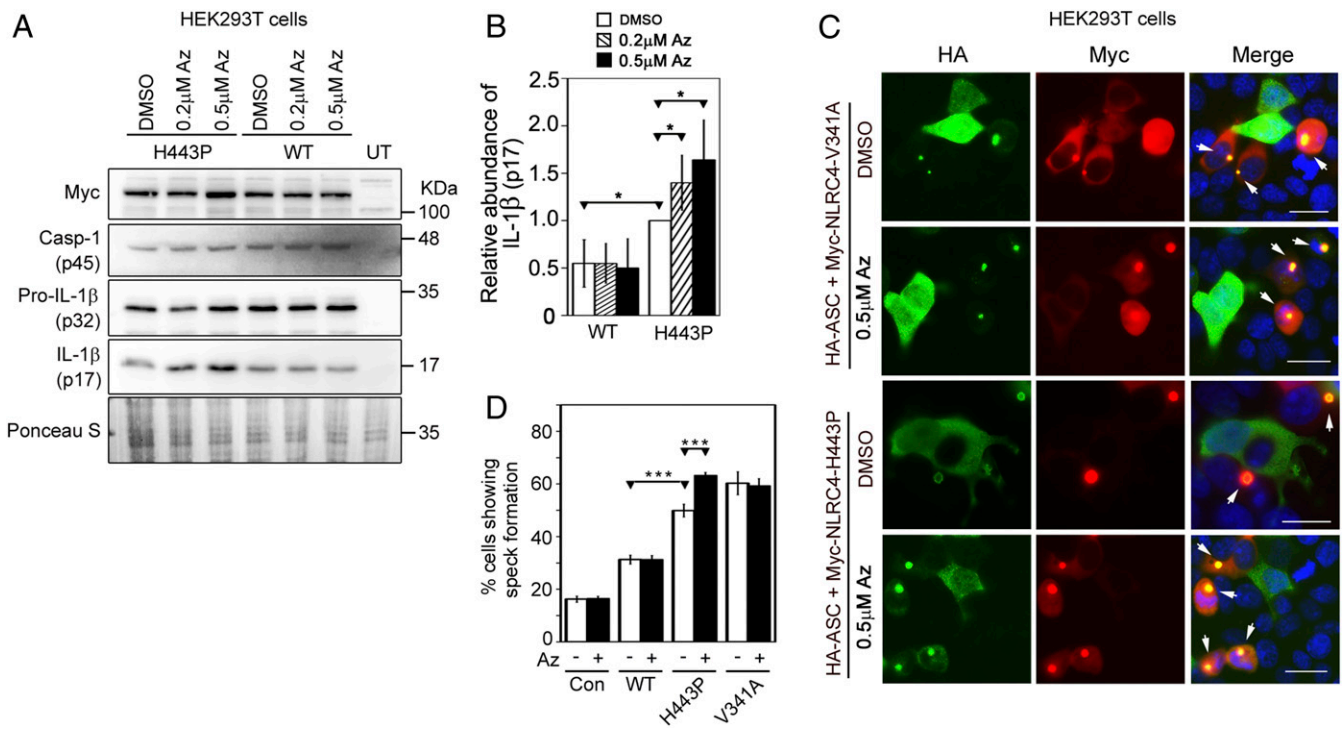 A
HEK293T cells
DMSO
0.2μM Az
0.5μM Az
DMSO
0.2μM Az
0.5μM Az
H443P
WT
UT
Myc
KDa
100
Casp-1
(p45)
48
Pro-IL-1β
(p32)
35
IL-1β
(p17)
17
Ponceau S
35
B
DMSO
0.2μM Az
0.5μM Az
Relative abundance of
IL-1β (p17)
2.5
2.0
1.5
1.0
0.5
0
*
*
*
WT
H443P
D
% cells showing
speck formation
80
60
40
20
0
***
***
Az
- + - + - + - +
Con
WT
H443P
V341A
C
HEK293T cells
HA
Myc
Merge
HA-ASC + Myc-NLRC4-V341A
DMSO
0.5μM Az
HA-ASC + Myc-NLRC4-H443P
DMSO
0.5μM Az